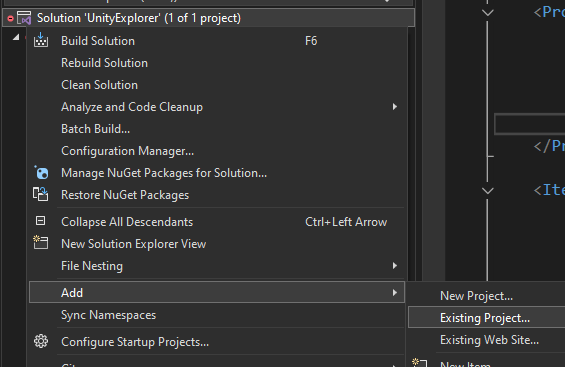 Solution 'UnityExplorer' (1 of 1 project)
<Pro
Build Solution F6
Rebuild Solution
Clean Solution
Analyze and Code Cleanup
Batch Build...
Configuration Manager...
</Pr
Manage NuGet Packages for Solution...
Restore NuGet Packages
<Ite
Collapse All Descendants Ctrl+Left Arrow
New Solution Explorer View
File Nesting
Add
New Project...
Sync Namespaces
Existing Project...
Configure Startup Projects...
Existing Web Site...